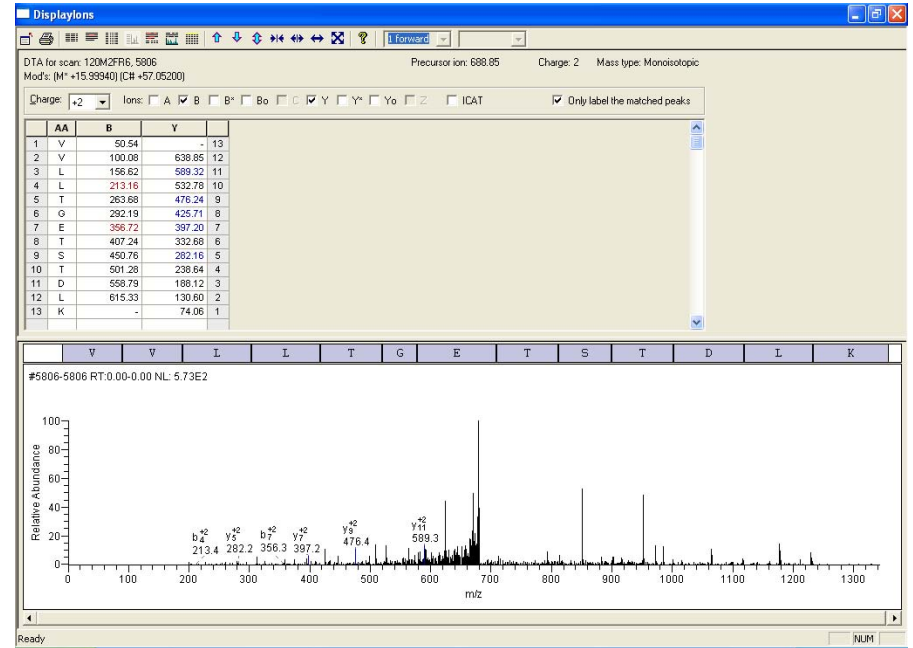 DisplayIons
1 forward
DTA for scan: 120M2FR6, 5806 Precursor ion: 688.85 Charge: 2 Mass type: Monoisotopic
Mod's: (M* +15.99940) (C# +57.05200)
Charge: +2 Ions: A B B* Bo C Y Y* Yo Z ICAT Only label the matched peaks
AA B Y
1 V 50.54 - 13
2 V 100.08 638.85 12
3 L 156.62 589.32 11
4 L 213.16 532.78 10
5 T 263.68 476.24 9
6 G 292.19 425.71 8
7 E 356.72 397.20 7
8 T 407.24 332.68 6
9 S 450.76 282.16 5
10 T 501.28 238.64 4
11 D 558.79 188.12 3
12 L 615.33 130.60 2
13 K - 74.06 1
V V L L T G E T S T D L K
#5806-5806 RT:0.00-0.00 NL: 5.73E2
100
80
60
40
20
0
Relative Abundance
b4+2 213.4
y5+2 282.2
b7+2 356.3
y7+2 397.2
y9+2 476.4
y11+2 589.3
0 100 200 300 400 500 600 700 800 900 1000 1100 1200 1300
m/z
Ready NUM